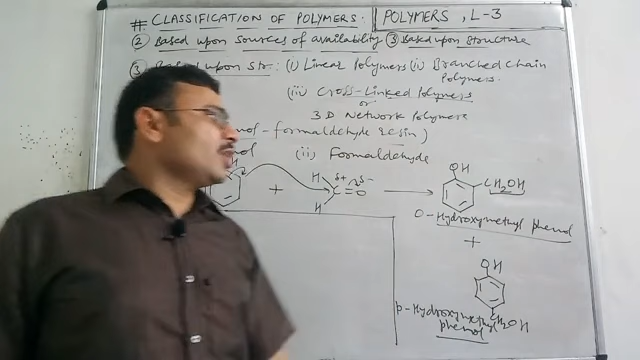 # CLASSIFICATION OF POLYMERS. POLYMERS, L-3
② Based upon sources of availability ③ Based upon structure
③ Based upon str: (i) Linear Polymers (ii) Branched chain
Polymers.
(iii) Cross-Linked Polymers
or
3D Network Polymers
formaldehyde Resin)
(ii) Formaldehyde
OH
CH2OH
H
δ+
δ-
+
C=O
H
O-Hydroxymethyl phenol
+
OH
CH2OH
P-Hydroxymethyl
phenol